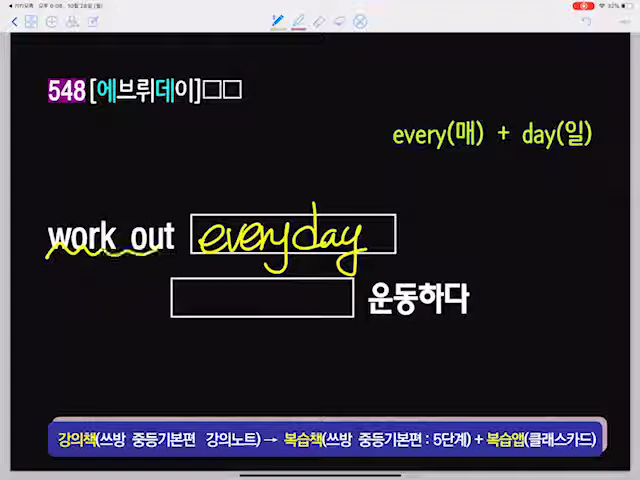 548 [에브뤼데이]□□
every(매) + day(일)
work out everyday
운동하다
강의책(쓰방 중등기본편 강의노트) → 복습책(쓰방 중등기본편 : 5단계) + 복습앱(클래스카드)